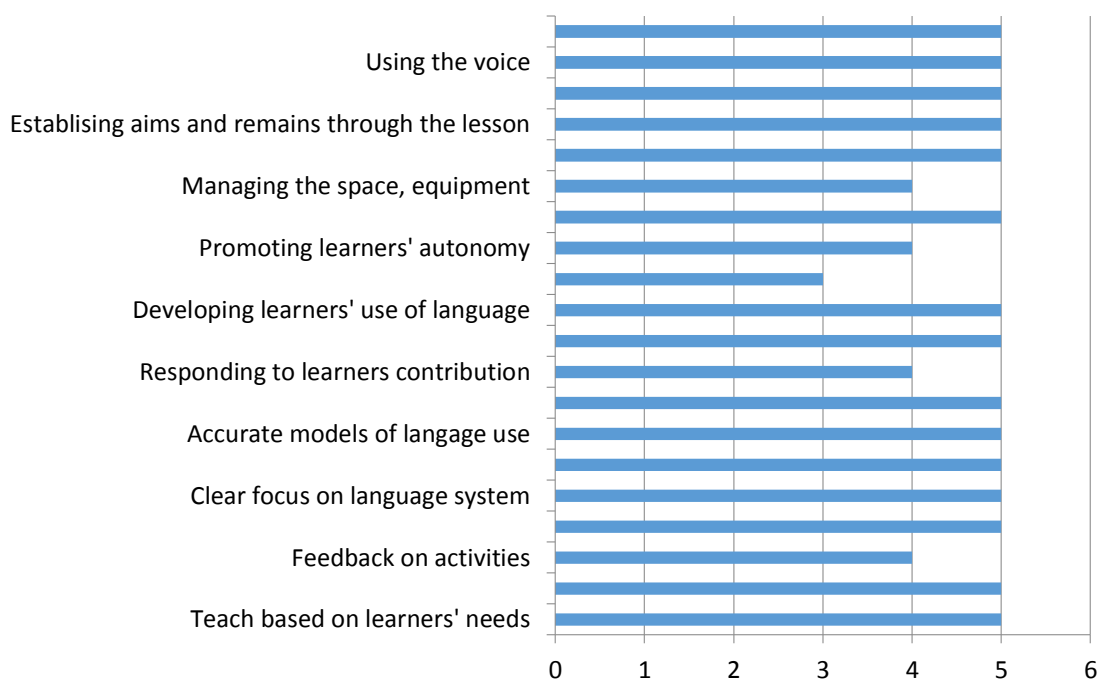 Using the voice
Establising aims and remains through the lesson
Managing the space, equipment
Promoting learners' autonomy
Developing learners' use of language
Responding to learners contribution
Accurate models of langage use
Clear focus on language system
Feedback on activities
Teach based on learners' needs
0 1 2 3 4 5 6